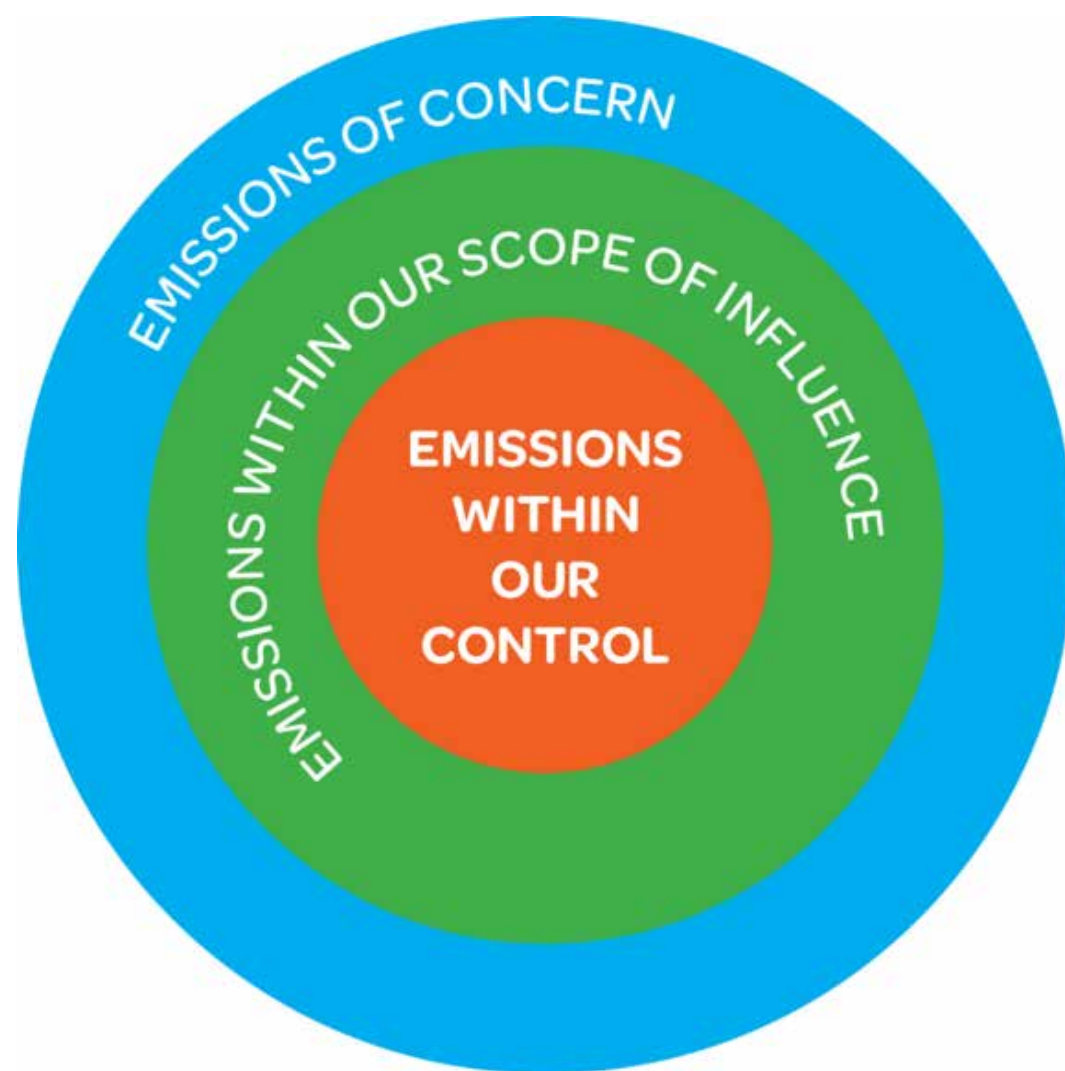 EMISSIONS OF CONCERN
EMISSIONS WITHIN OUR SCOPE OF INFLUENCE
EMISSIONS
WITHIN
OUR
CONTROL